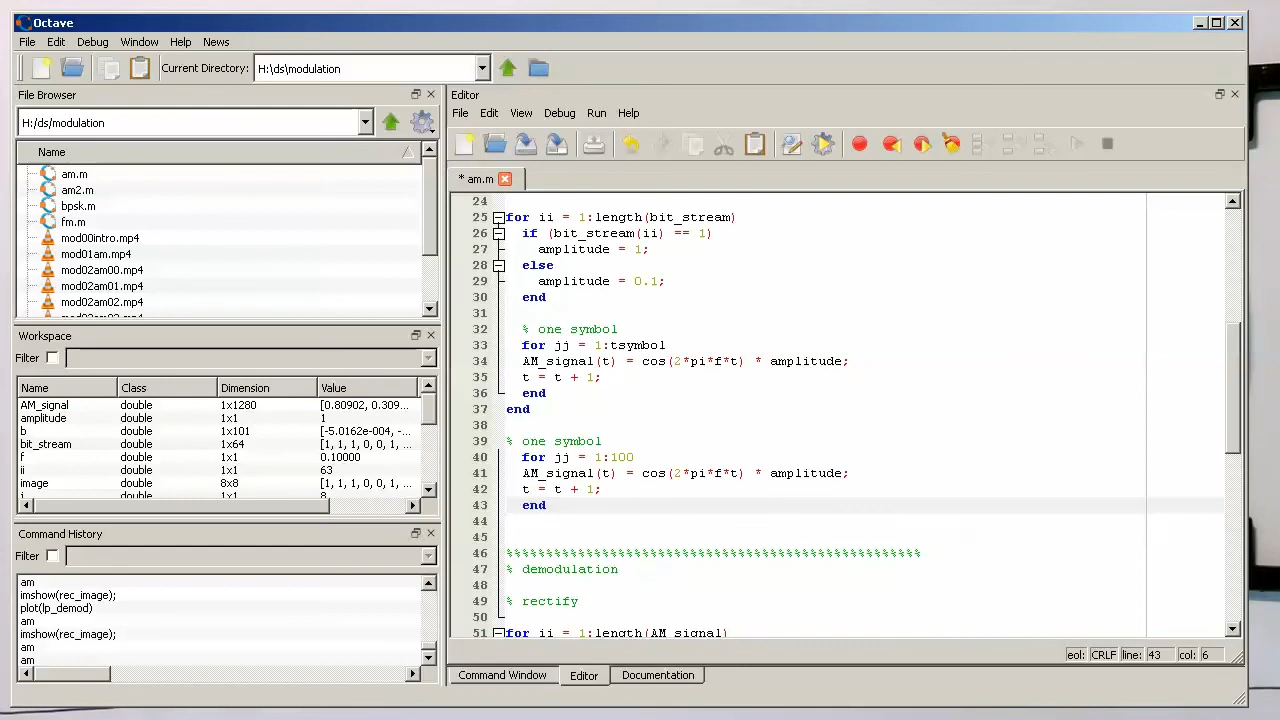 Octave
File Edit Debug Window Help News
Current Directory: H:\ds\modulation
File Browser
H:/ds/modulation
Name
am.m
am2.m
bpsk.m
fm.m
mod00intro.mp4
mod01am.mp4
mod02am00.mp4
mod02am01.mp4
mod02am02.mp4
Workspace
Filter
Name Class Dimension Value
AM_signal double 1x1280 [0.80902, 0.309...
amplitude double 1x1 1
b double 1x101 [-5.0162e-004, -...
bit_stream double 1x64 [1, 1, 1, 0, 0, 1, ...
f double 1x1 0.10000
ii double 1x1 63
image double 8x8 [1, 1, 1, 0, 0, 1, ...
double 1x1 8
Command History
Filter
am
imshow(rec_image);
plot(lp_demod)
am
imshow(rec_image);
am
am
Editor
File Edit View Debug Run Help
* am.m
24
25 for ii = 1:length(bit_stream)
26 if (bit_stream(ii) == 1)
27 amplitude = 1;
28 else
29 amplitude = 0.1;
30 end
31
32 % one symbol
33 for jj = 1:tsymbol
34 AM_signal(t) = cos(2*pi*f*t) * amplitude;
35 t = t + 1;
36 end
37 end
38
39 % one symbol
40 for jj = 1:100
41 AM_signal(t) = cos(2*pi*f*t) * amplitude;
42 t = t + 1;
43 end
44
45
46 %%%%%%%%%%%%%%%%%%%%%%%%%%%%%%%%%%%%%%%%%%%%%%%%%%%%
47 % demodulation
48
49 % rectify
50
51 for ii = 1:length(AM_signal)
eol: CRLF line: 43 col: 6
Command Window Editor Documentation